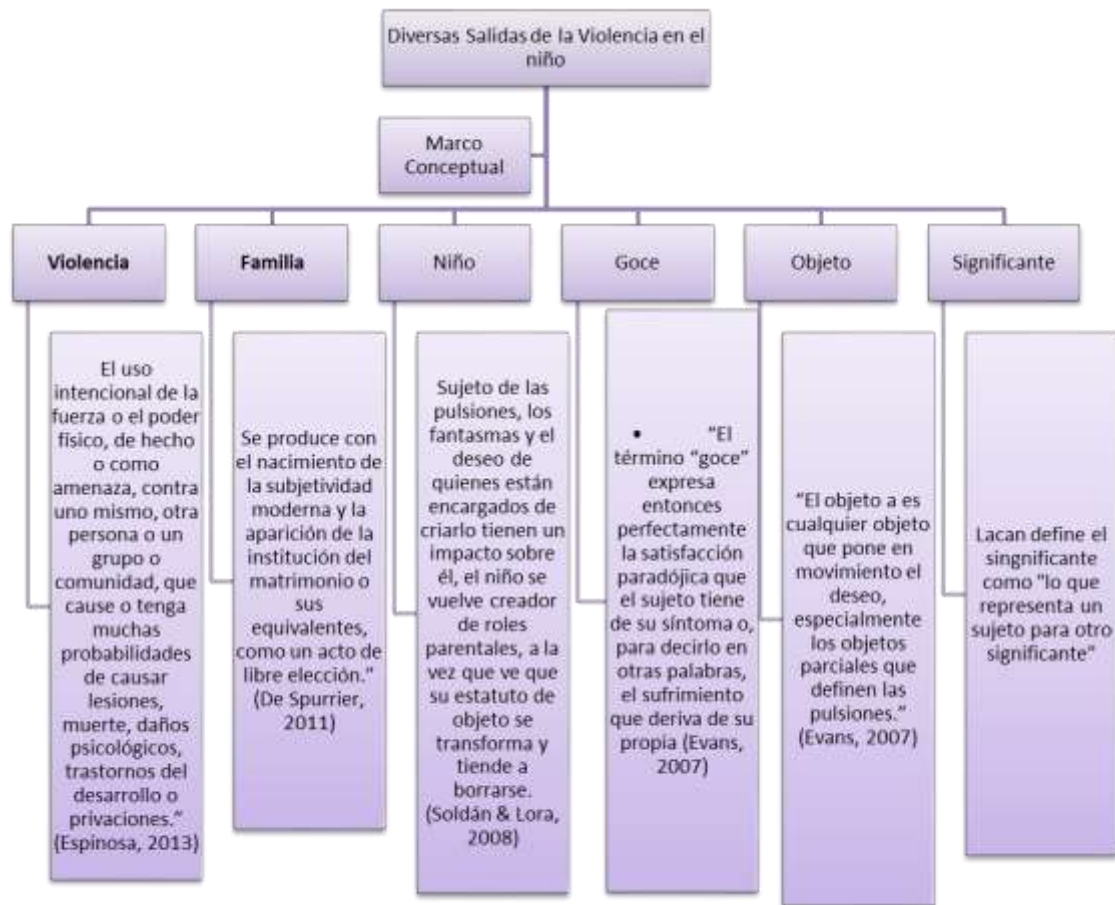 Diversas Salidas de la Violencia en el
niño
Marco
Conceptual
Violencia
Familia
Niño
Goce
Objeto
Significante
El uso
intencional de la
fuerza o el poder
físico, de hecho
o como
amenaza, contra
uno mismo, otra
persona o un
grupo o
comunidad, que
cause o tenga
muchas
probabilidades
de causar
lesiones,
muerte, daños
psicológicos,
trastornos del
desarrollo o
privaciones.”
(Espinosa, 2013)
Se produce con
el nacimiento de
la subjetividad
moderna y la
aparición de la
institución del
matrimonio o
sus
equivalentes,
como un acto de
libre elección.”
(De Spurrier,
2011)
Sujeto de las
pulsiones, los
fantasmas y el
deseo de
quienes están
encargados de
criarlo tienen un
impacto sobre
él, el niño se
vuelve creador
de roles
parentales, a la
vez que ve que
su estatuto de
objeto se
transforma y
tiende a
borrarse.
(Soldán & Lora,
2008)
• “El
término “goce”
expresa
entonces
perfectamente
la satisfacción
paradójica que
el sujeto tiene
de su síntoma o,
para decirlo en
otras palabras,
el sufrimiento
que deriva de su
propia (Evans,
2007)
“El objeto a es
cualquier objeto
que pone en
movimiento el
deseo,
especialmente
los objetos
parciales que
definen las
pulsiones.”
(Evans, 2007)
Lacan define el
singnificante
como “lo que
representa un
sujeto para otro
significante”